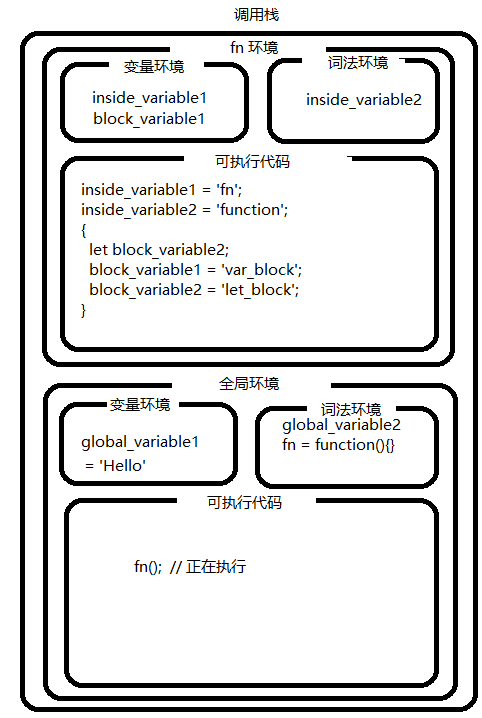 调用栈
fn 环境
变量环境
词法环境
inside_variable1
block_variable1
inside_variable2
可执行代码
inside_variable1 = 'fn';
inside_variable2 = 'function';
{
let block_variable2;
block_variable1 = 'var_block';
block_variable2 = 'let_block';
}
全局环境
变量环境
词法环境
global_variable1
= 'Hello'
global_variable2
fn = function(){}
可执行代码
fn(); // 正在执行